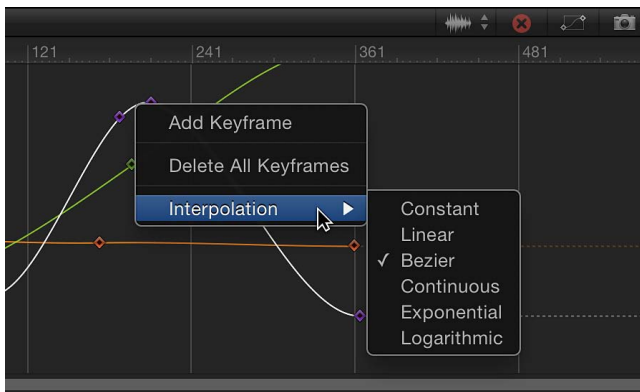 121 241 361 481
Add Keyframe
Delete All Keyframes
Interpolation
Constant
Linear
Bezier
Continuous
Exponential
Logarithmic